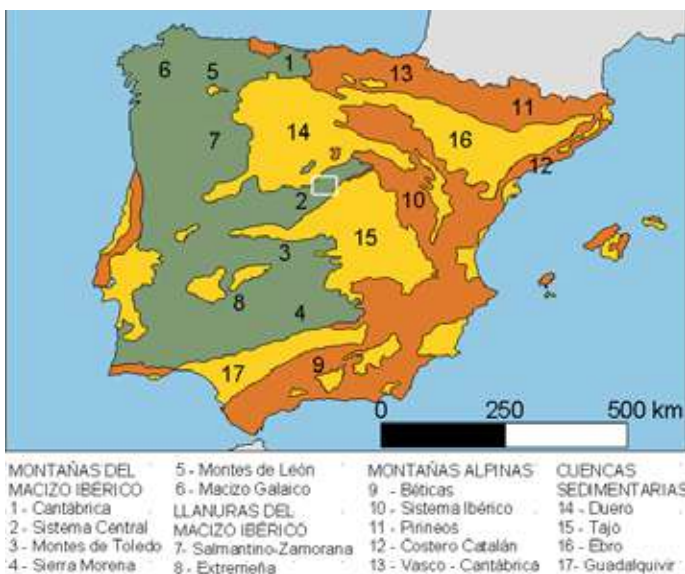 6
5
1
13
11
7
14
16
12
2
10
15
3
8
4
17
9
0
250
500 km
MONTAÑAS DEL
MACIZO IBÉRICO
1 - Cantábrica
2 - Sistema Central
3 - Montes de Toledo
4 - Sierra Morena
5 - Montes de León
6 - Macizo Galaico
LLANURAS DEL
MACIZO IBÉRICO
7. Salmantino-Zamorana
8 - Extremeña
MONTAÑAS ALPINAS
9 - Béticas
10 - Sistema Ibérico
11 - Pirineos
12 - Costero Catalán
13 - Vasco - Cantábrica
CUENCAS
SEDIMENTARIAS
14 - Duero
15 - Tajo
16 - Ebro
17- Guadalquivir